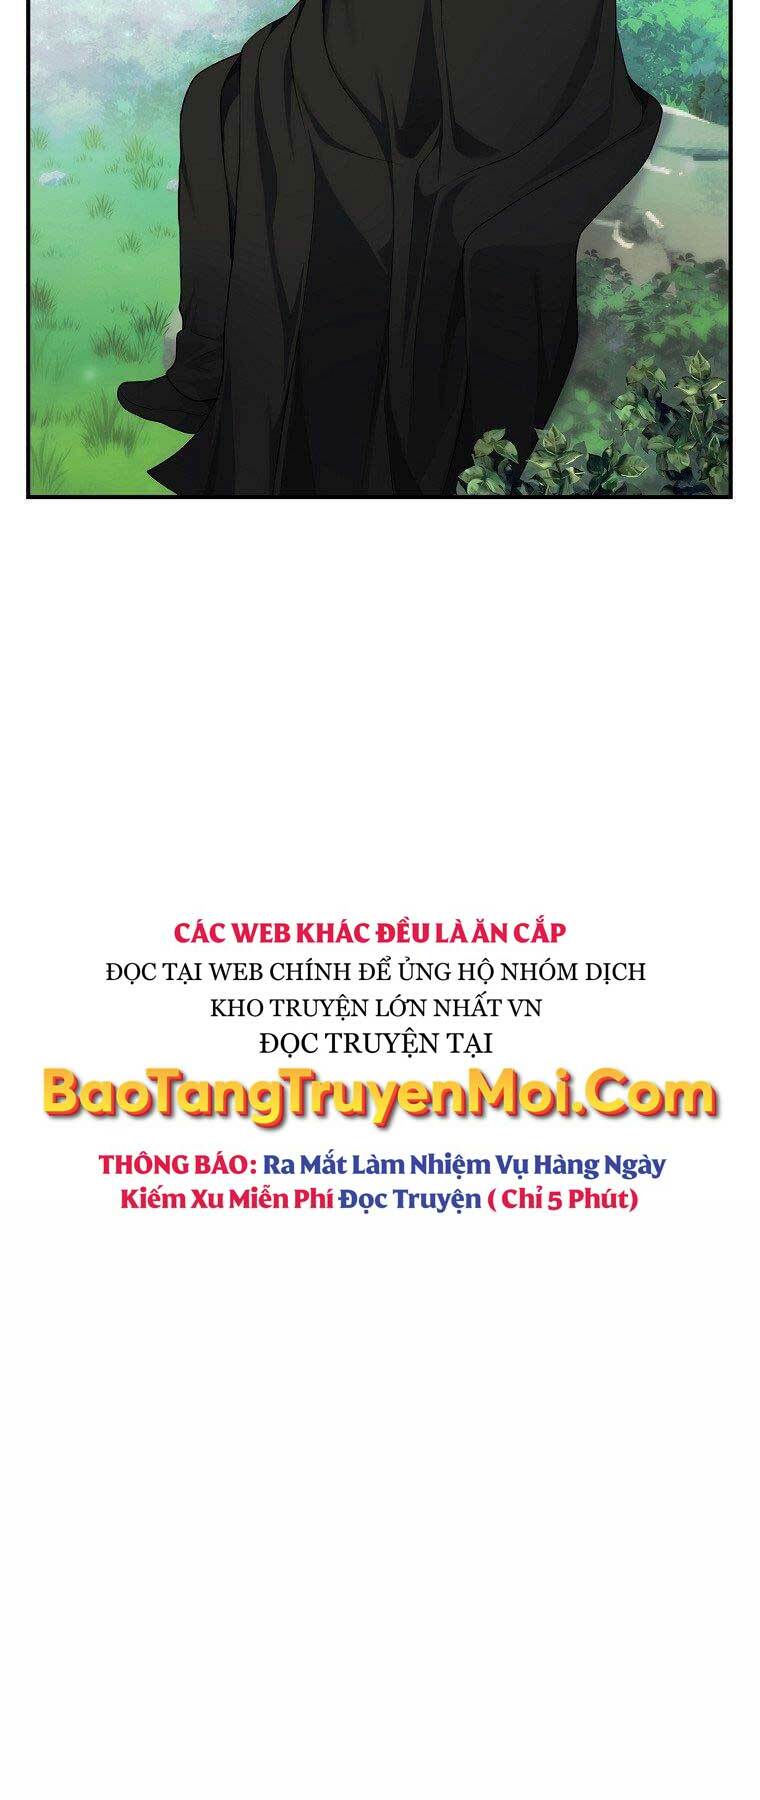 CÁC WEB KHÁC ĐỀU LÀ ĂN CẮP
ĐỌC TẠI WEB CHÍNH ĐỂ ỦNG HỘ NHÓM DỊCH
KHO TRUYỆN LỚN NHẤT VN
ĐỌC TRUYỆN TẠI
BaoTangTruyenMoi.Com
THÔNG BÁO: Ra Mắt Làm Nhiệm Vụ Hàng Ngày
Kiếm Xu Miễn Phí Đọc Truyện ( Chỉ 5 Phút)